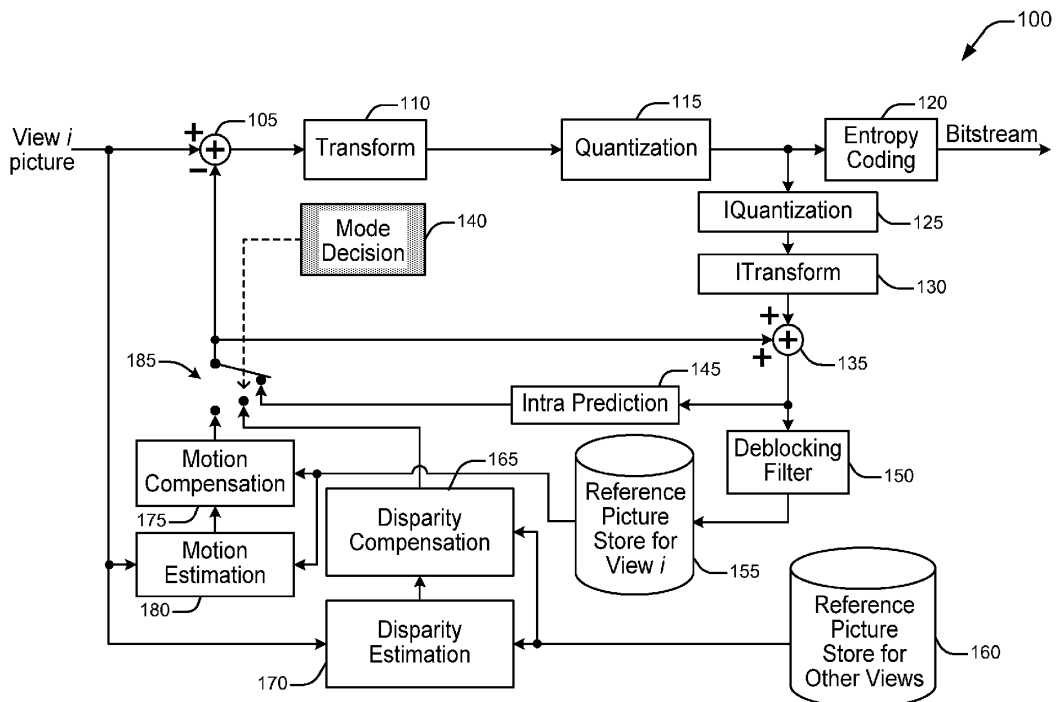 100
View i
picture
+
105
+
−
110
Transform
115
Quantization
120
Entropy
Coding
Bitstream
Mode
Decision
140
IQuantization
125
ITransform
130
+
+
+
135
185
145
Intra Prediction
Deblocking
Filter
150
Motion
Compensation
175
165
Disparity
Compensation
Reference
Picture
Store for
View i
155
Motion
Estimation
180
Disparity
Estimation
170
Reference
Picture
Store for
Other Views
160